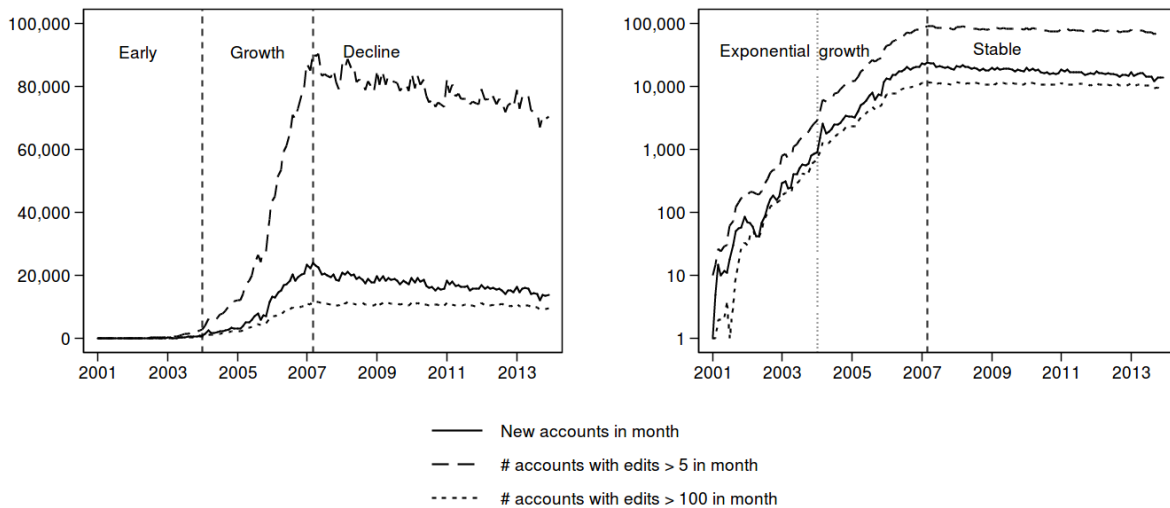 100,000
80,000
60,000
40,000
20,000
0
Early
Growth
Decline
2001 2003 2005 2007 2009 2011 2013
100,000
10,000
1,000
100
10
1
Exponential growth
Stable
2001 2003 2005 2007 2009 2011 2013
New accounts in month
# accounts with edits > 5 in month
# accounts with edits > 100 in month